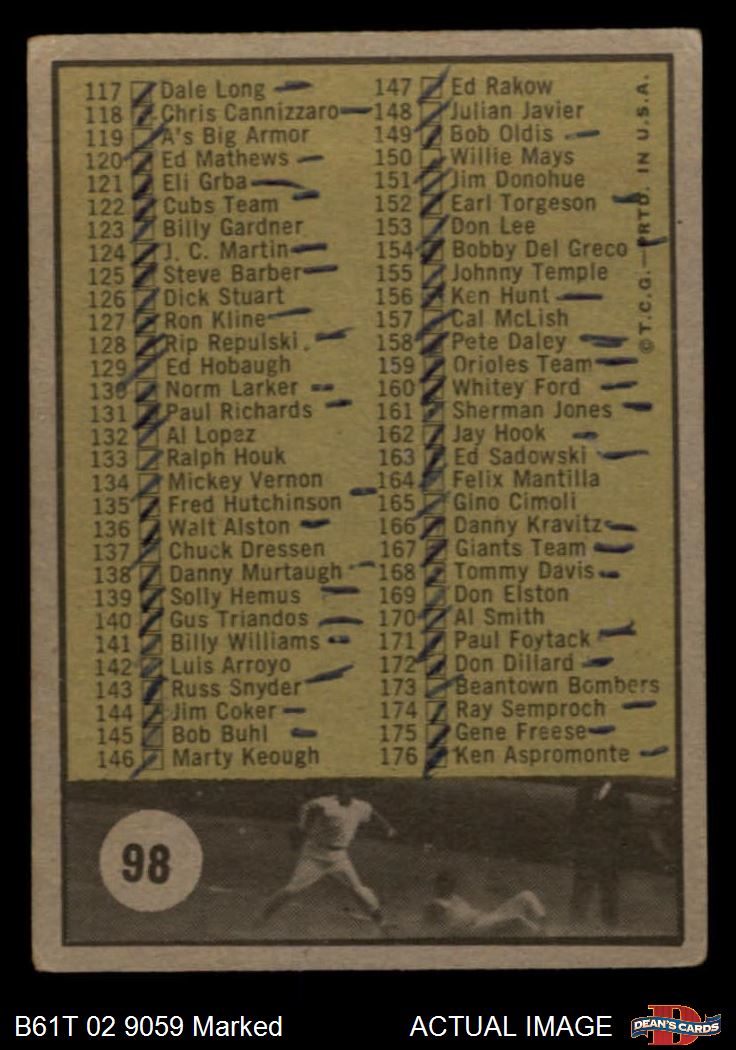 117 Dale Long
118 Chris Cannizzaro
119 A's Big Armor
120 Ed Mathews
121 Eli Grba
122 Cubs Team
123 Billy Gardner
124 J. C. Martin
125 Steve Barber
126 Dick Stuart
127 Ron Kline
128 Rip Repulski
129 Ed Hobaugh
130 Norm Larker
131 Paul Richards
132 Al Lopez
133 Ralph Houk
134 Mickey Vernon
135 Fred Hutchinson
136 Walt Alston
137 Chuck Dressen
138 Danny Murtaugh
139 Solly Hemus
140 Gus Triandos
141 Billy Williams
142 Luis Arroyo
143 Russ Snyder
144 Jim Coker
145 Bob Buhl
146 Marty Keough
147 Ed Rakow
148 Julian Javier
149 Bob Oldis
150 Willie Mays
151 Jim Donohue
152 Earl Torgeson
153 Don Lee
154 Bobby Del Greco
155 Johnny Temple
156 Ken Hunt
157 Cal McLish
158 Pete Daley
159 Orioles Team
160 Whitey Ford
161 Sherman Jones
162 Jay Hook
163 Ed Sadowski
164 Felix Mantilla
165 Gino Cimoli
166 Danny Kravitz
167 Giants Team
168 Tommy Davis
169 Don Elston
170 Al Smith
171 Paul Foytack
172 Don Dillard
173 Beantown Bombers
174 Ray Semproch
175 Gene Freese
176 Ken Aspromonte
© T.C.G.—PRTD. IN U.S.A.
98
B61T 02 9059 Marked
ACTUAL IMAGE
D
DEAN'S CARDS